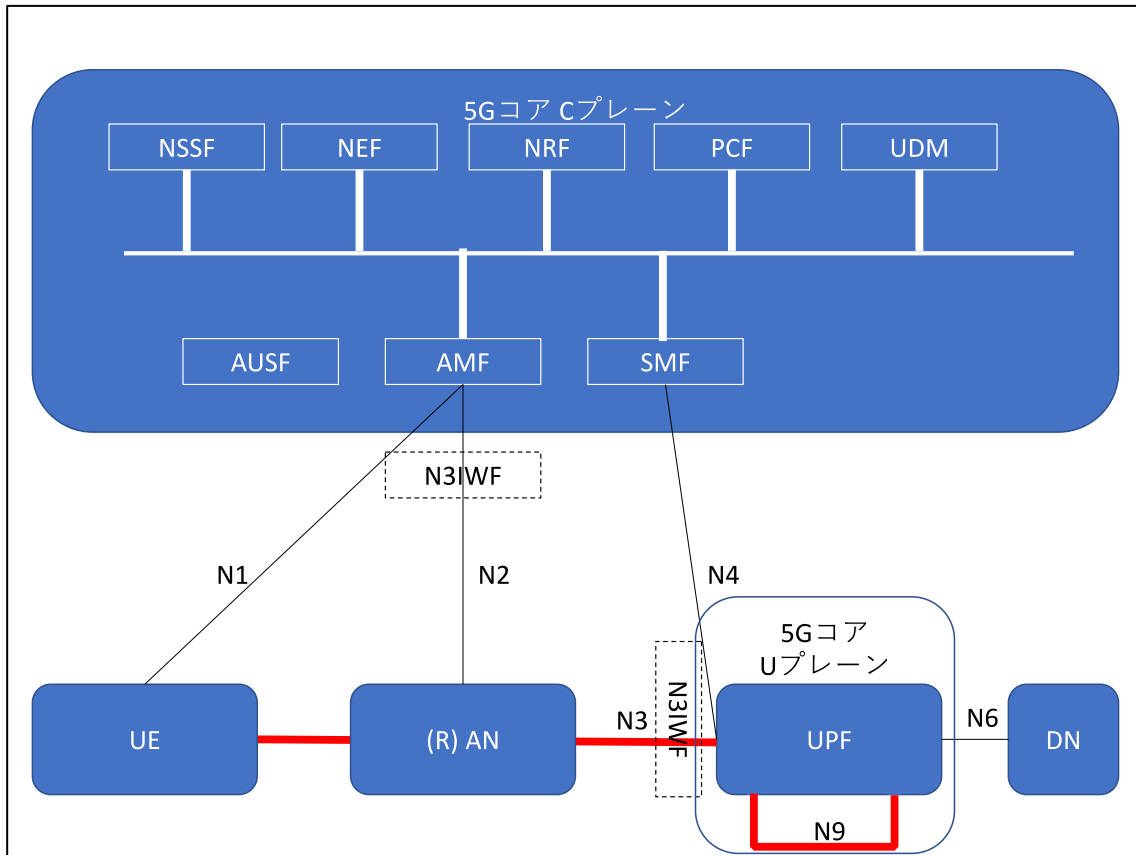 5Gコア Cプレーン
NSSF
NEF
NRF
PCF
UDM
AUSF
AMF
SMF
N3IWF
N1
N2
N4
5Gコア
Uプレーン
UE
(R) AN
N3
N3IWF
UPF
N6
DN
N9